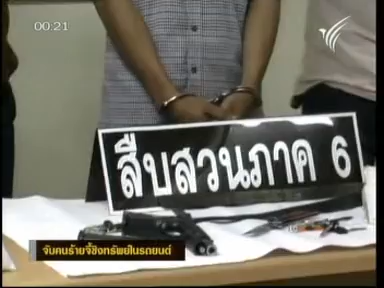 00:21
สืบสวนภาค 6
จับคนร้ายจี้ชิงทรัพย์ในรถยนต์